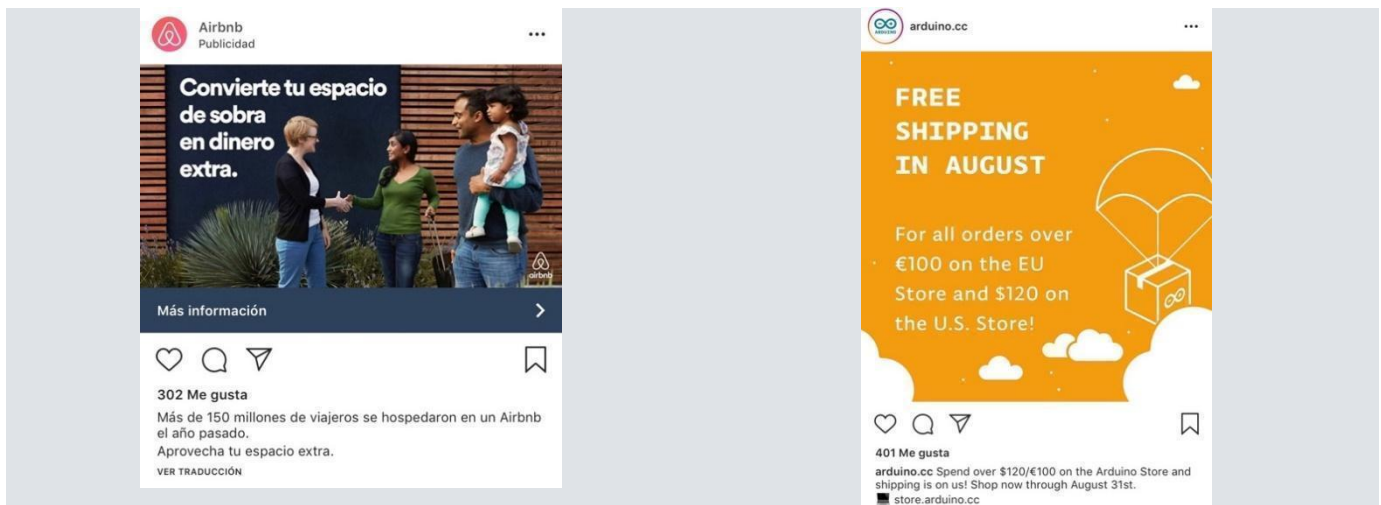 Airbnb
Publicidad
Convierte tu espacio
de sobra
en dinero
extra.
airbnb
Más información
302 Me gusta
Más de 150 millones de viajeros se hospedaron en un Airbnb
el año pasado.
Aprovecha tu espacio extra.
VER TRADUCCIÓN
ARDUINO
arduino.cc
FREE
SHIPPING
IN AUGUST
For all orders over
€100 on the EU
Store and $120 on
the U.S. Store!
401 Me gusta
arduino.cc Spend over $120/€100 on the Arduino Store and
shipping is on us! Shop now through August 31st.
store.arduino.cc